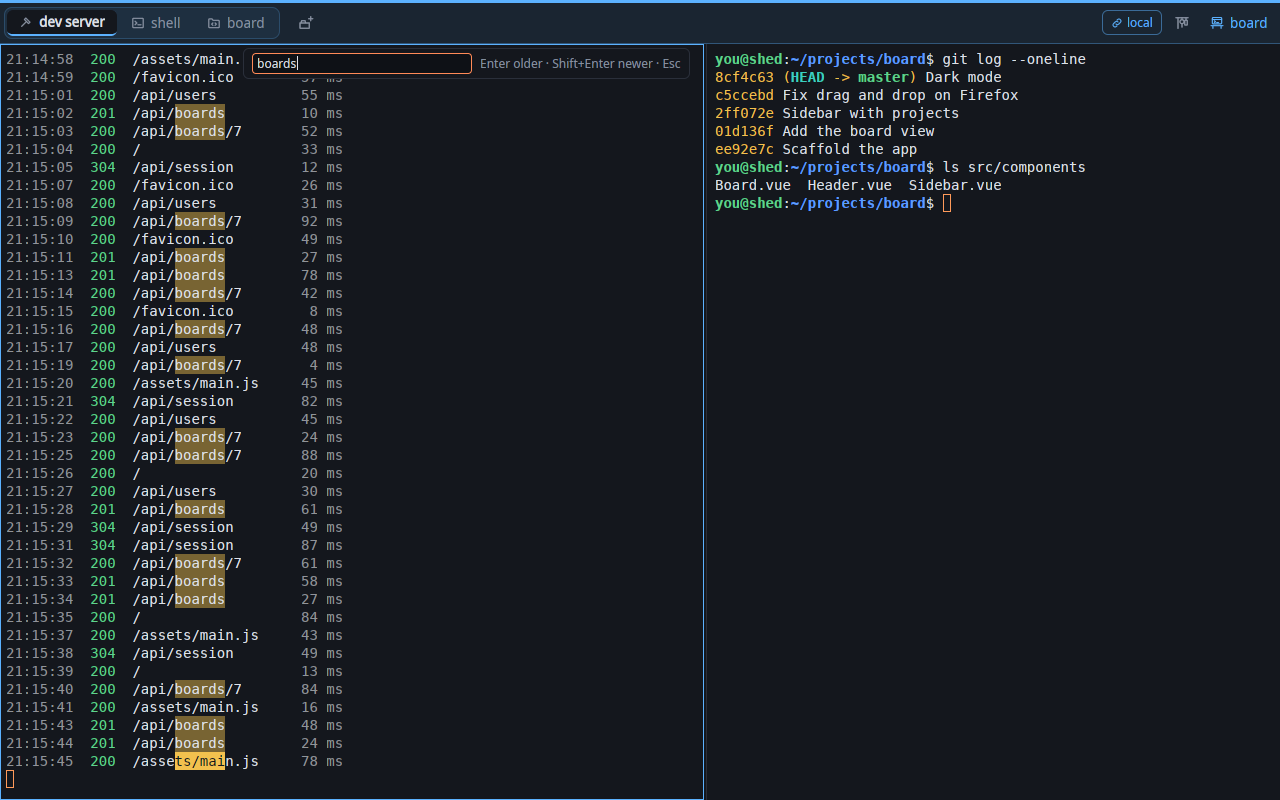 dev server
shell
board
local
board
boards
Enter older · Shift+Enter newer · Esc
21:14:58 200 /assets/main.
21:14:59 200 /favicon.ico ms
21:15:01 200 /api/users 55 ms
21:15:02 201 /api/boards 10 ms
21:15:03 200 /api/boards/7 52 ms
21:15:04 200 / 33 ms
21:15:05 304 /api/session 12 ms
21:15:07 200 /favicon.ico 26 ms
21:15:08 200 /api/users 31 ms
21:15:09 200 /api/boards/7 92 ms
21:15:10 200 /favicon.ico 49 ms
21:15:11 201 /api/boards 27 ms
21:15:13 201 /api/boards 78 ms
21:15:14 200 /api/boards/7 42 ms
21:15:15 200 /favicon.ico 8 ms
21:15:16 200 /api/boards/7 48 ms
21:15:17 200 /api/users 48 ms
21:15:19 200 /api/boards/7 4 ms
21:15:20 200 /assets/main.js 45 ms
21:15:21 304 /api/session 82 ms
21:15:22 200 /api/users 45 ms
21:15:23 200 /api/boards/7 24 ms
21:15:25 200 /api/boards/7 88 ms
21:15:26 200 / 20 ms
21:15:27 200 /api/users 30 ms
21:15:28 201 /api/boards 61 ms
21:15:29 304 /api/session 49 ms
21:15:31 304 /api/session 87 ms
21:15:32 200 /api/boards/7 61 ms
21:15:33 201 /api/boards 58 ms
21:15:34 201 /api/boards 27 ms
21:15:35 200 / 84 ms
21:15:37 200 /assets/main.js 43 ms
21:15:38 304 /api/session 49 ms
21:15:39 200 / 13 ms
21:15:40 200 /api/boards/7 84 ms
21:15:41 200 /assets/main.js 16 ms
21:15:43 201 /api/boards 48 ms
21:15:44 201 /api/boards 24 ms
21:15:45 200 /assets/main.js 78 ms
you@shed:~/projects/board$ git log --oneline
8cf4c63 (HEAD -> master) Dark mode
c5ccebd Fix drag and drop on Firefox
2ff072e Sidebar with projects
01d136f Add the board view
ee92e7c Scaffold the app
you@shed:~/projects/board$ ls src/components
Board.vue Header.vue Sidebar.vue
you@shed:~/projects/board$